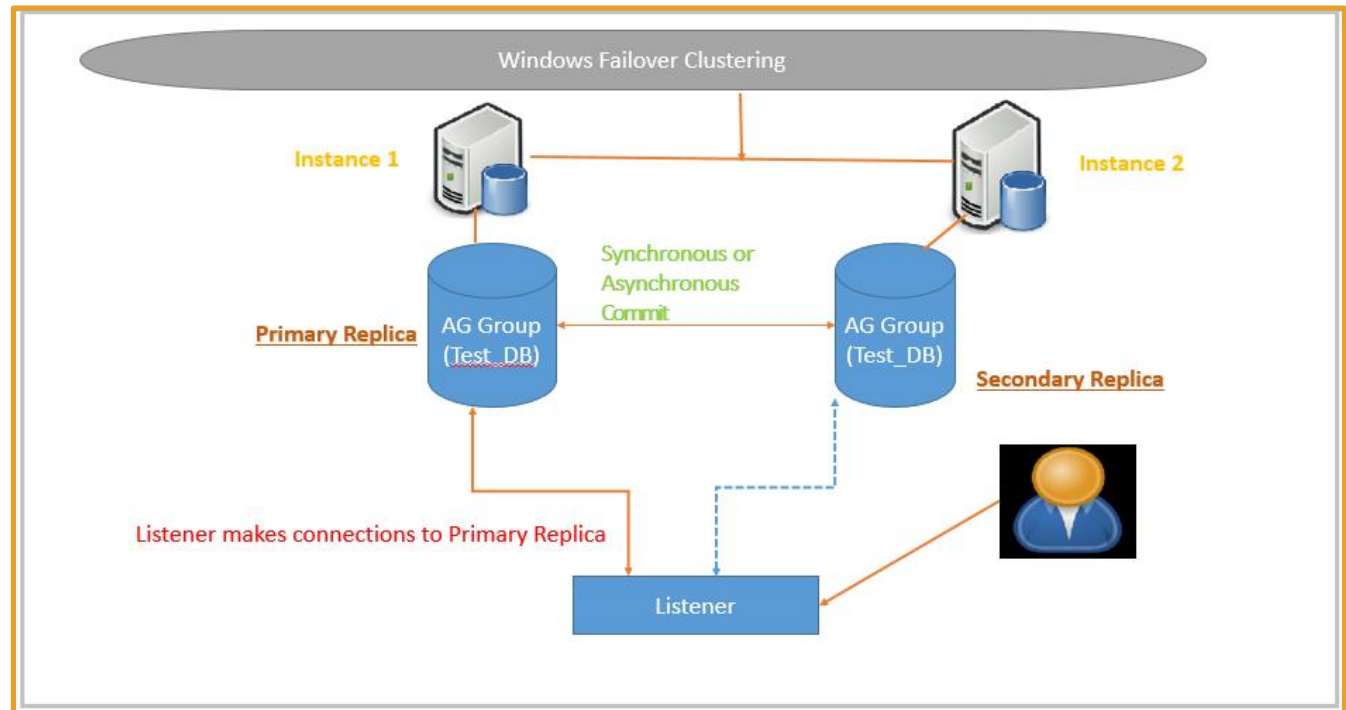 Windows Failover Clustering
Instance 1
Instance 2
Synchronous or
Asynchronous
Commit
Primary Replica
AG Group
(Test_DB)
AG Group
(Test_DB)
Secondary Replica
Listener makes connections to Primary Replica
Listener